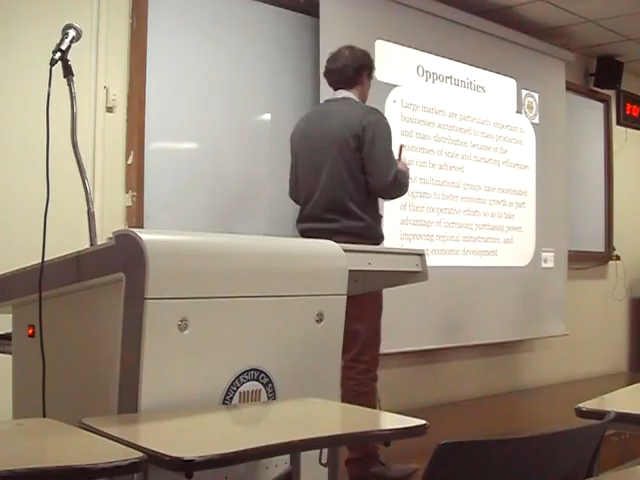 Opportunities
• Large markets are particularly important to
businesses accustomed to mass production
and mass distribution because of the
economies of scale and marketing efficiencies
that can be achieved
multinational groups have coordinated
programs to foster economic growth as part
of their cooperative efforts so as to take
advantage of increasing purchasing power,
improving regional infrastructure, and
economic development
UNIVERSITY OF